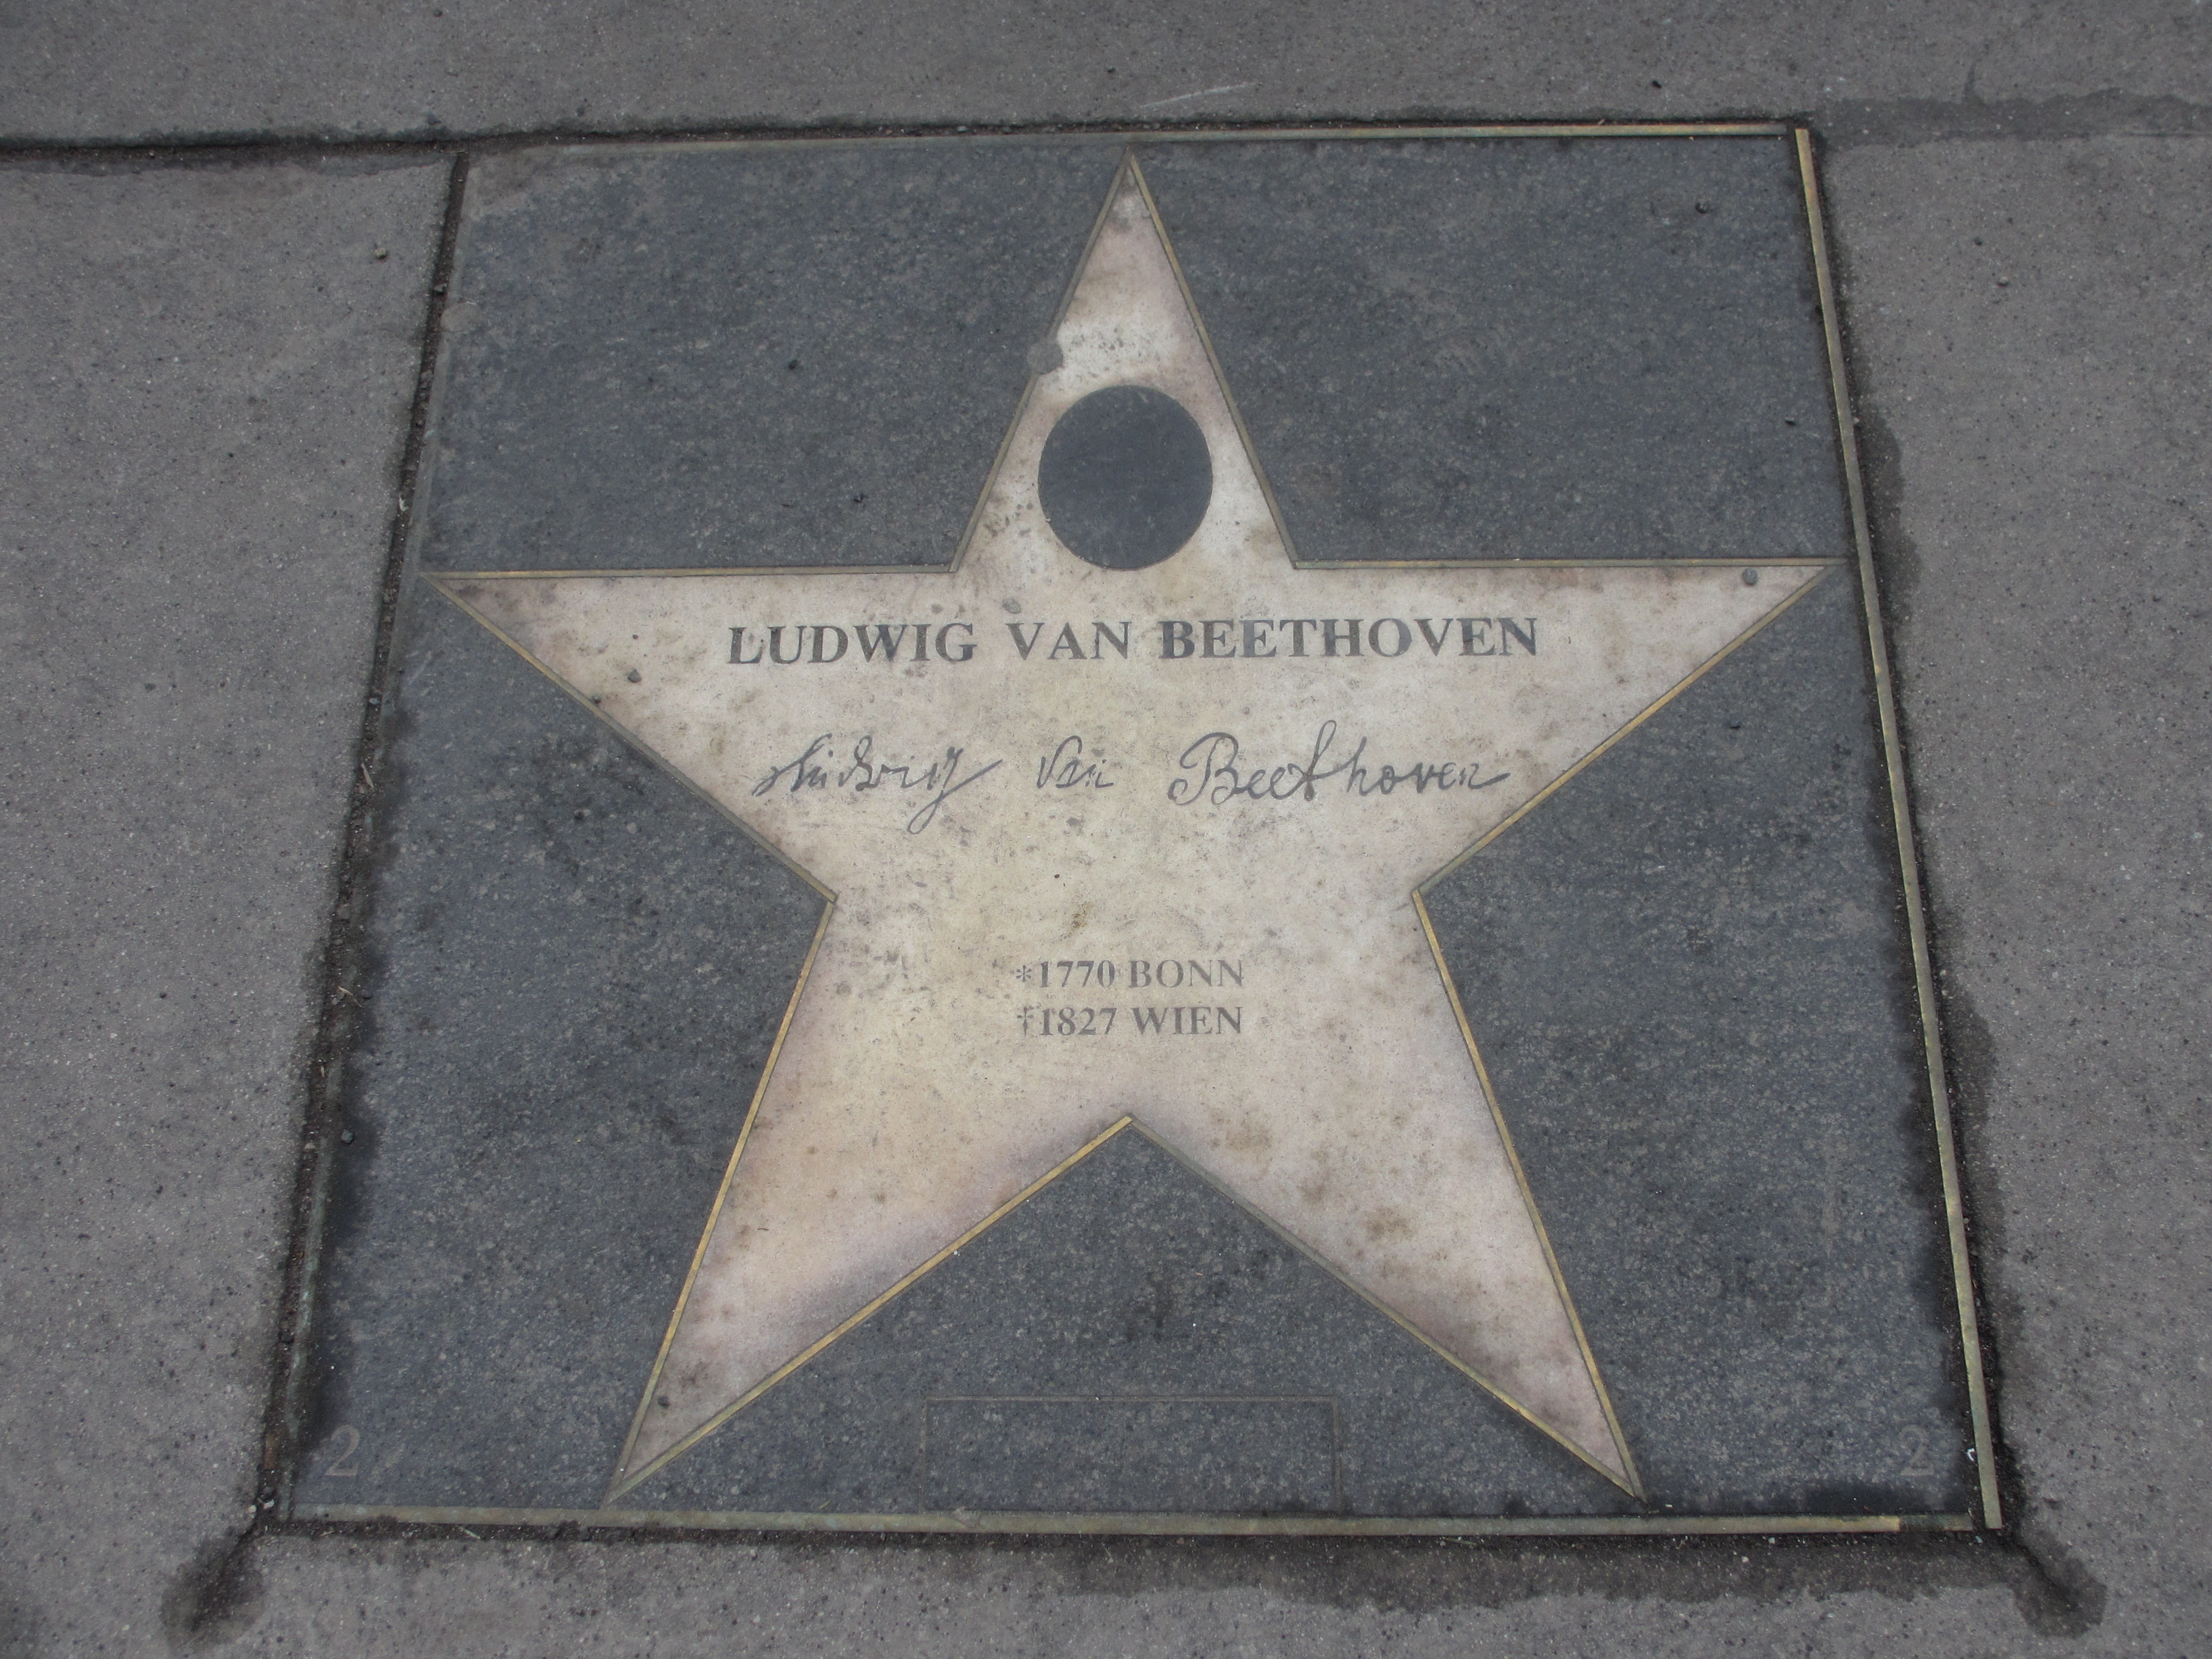 LUDWIG VAN BEETHOVEN
Ludwig van Beethoven
*1770 BONN
†1827 WIEN
2 2